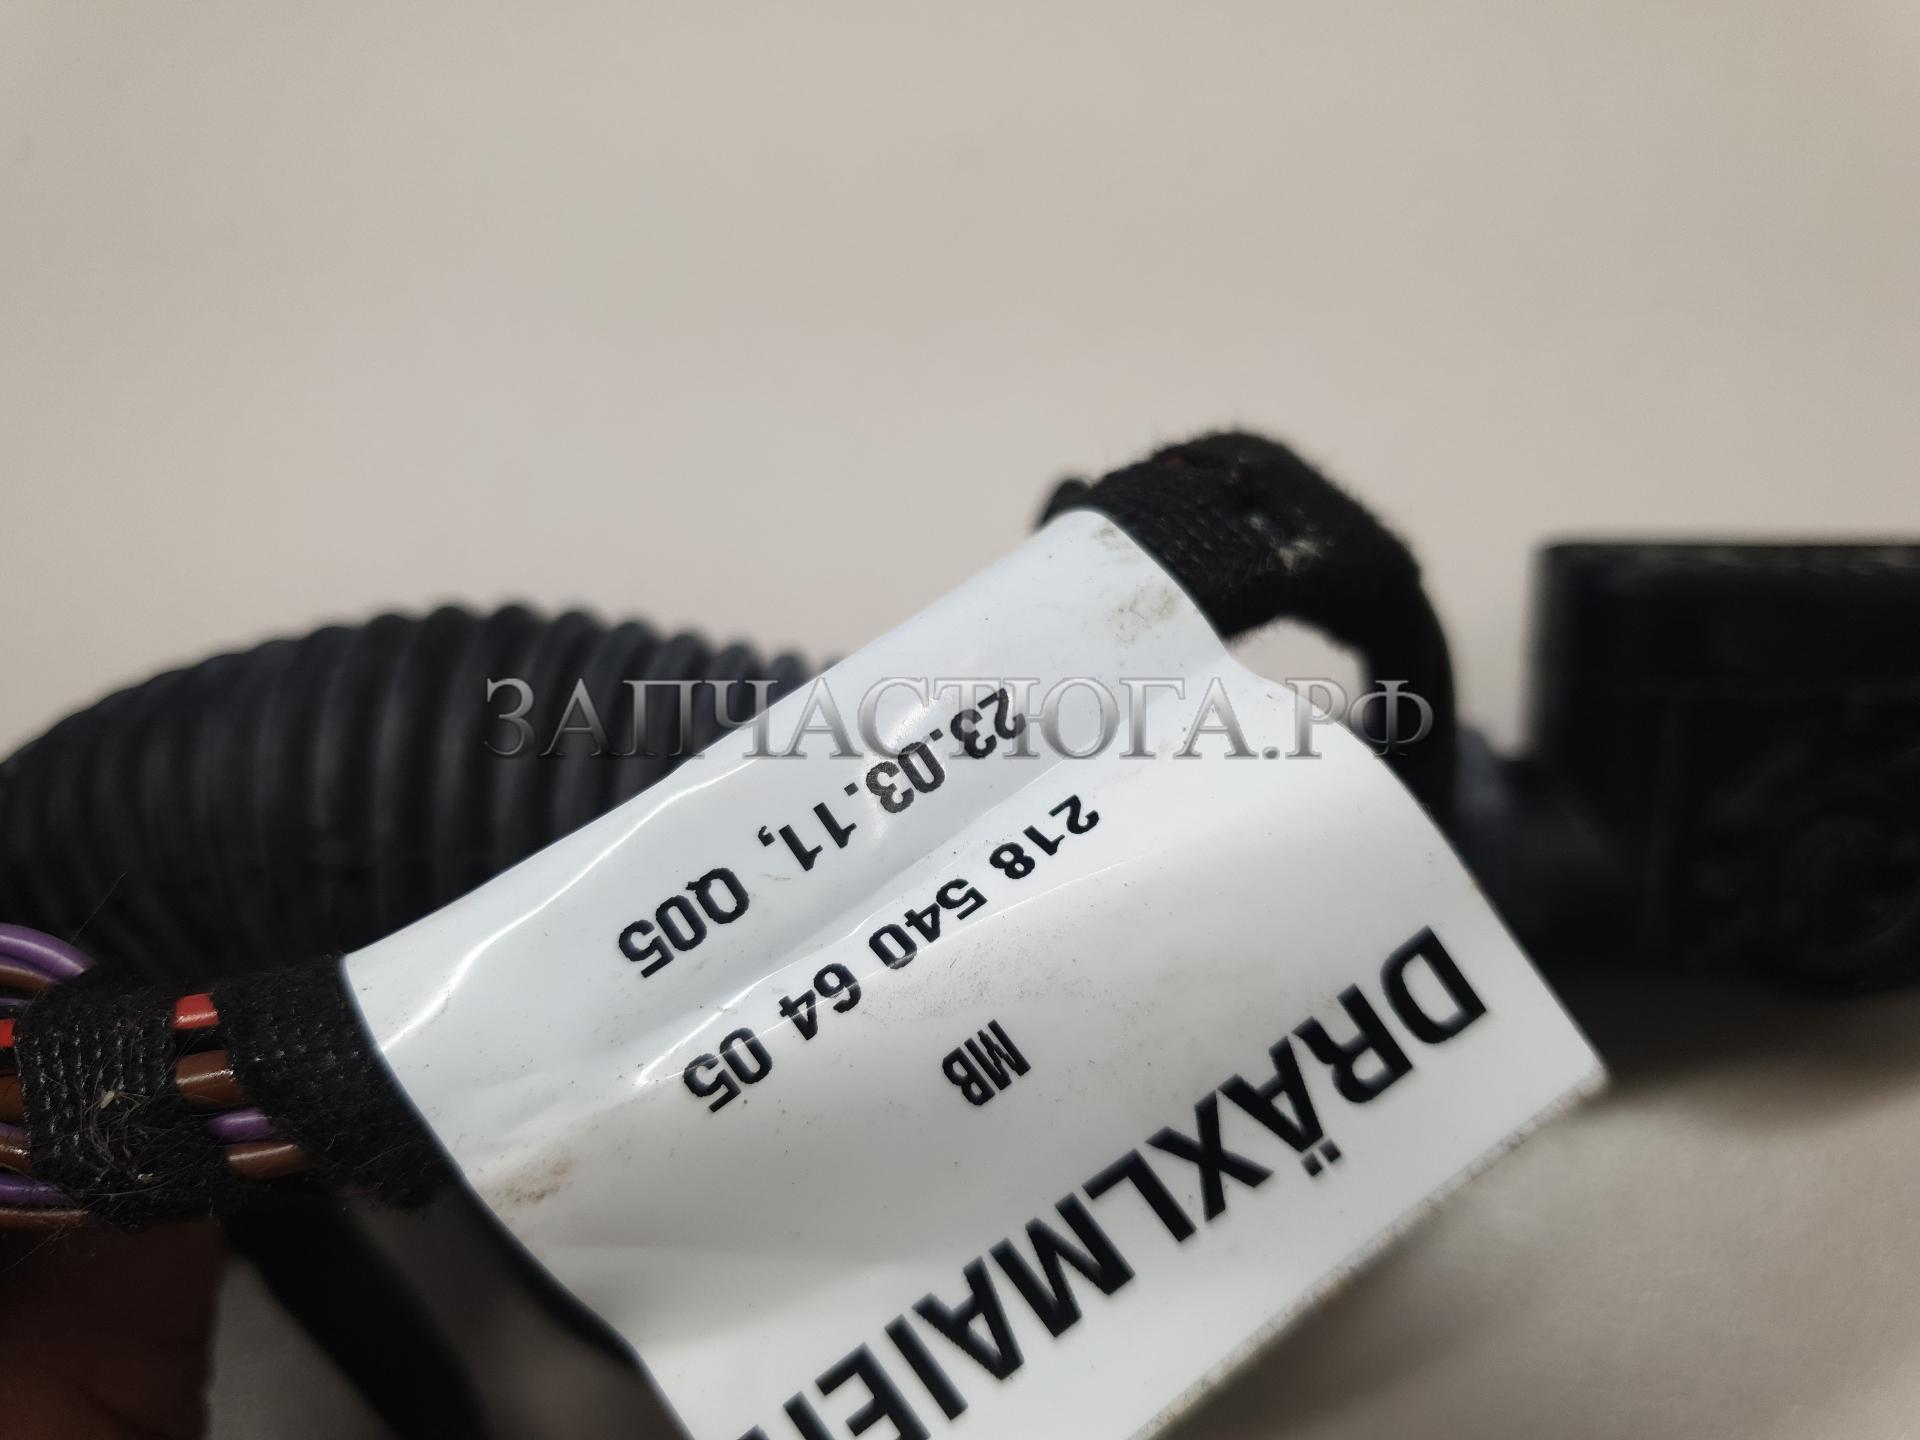 DRÄXLMAIER
MB
218 540 64 05
23.03.11, Q05
ЗАПЧАСТЮГА.РФ